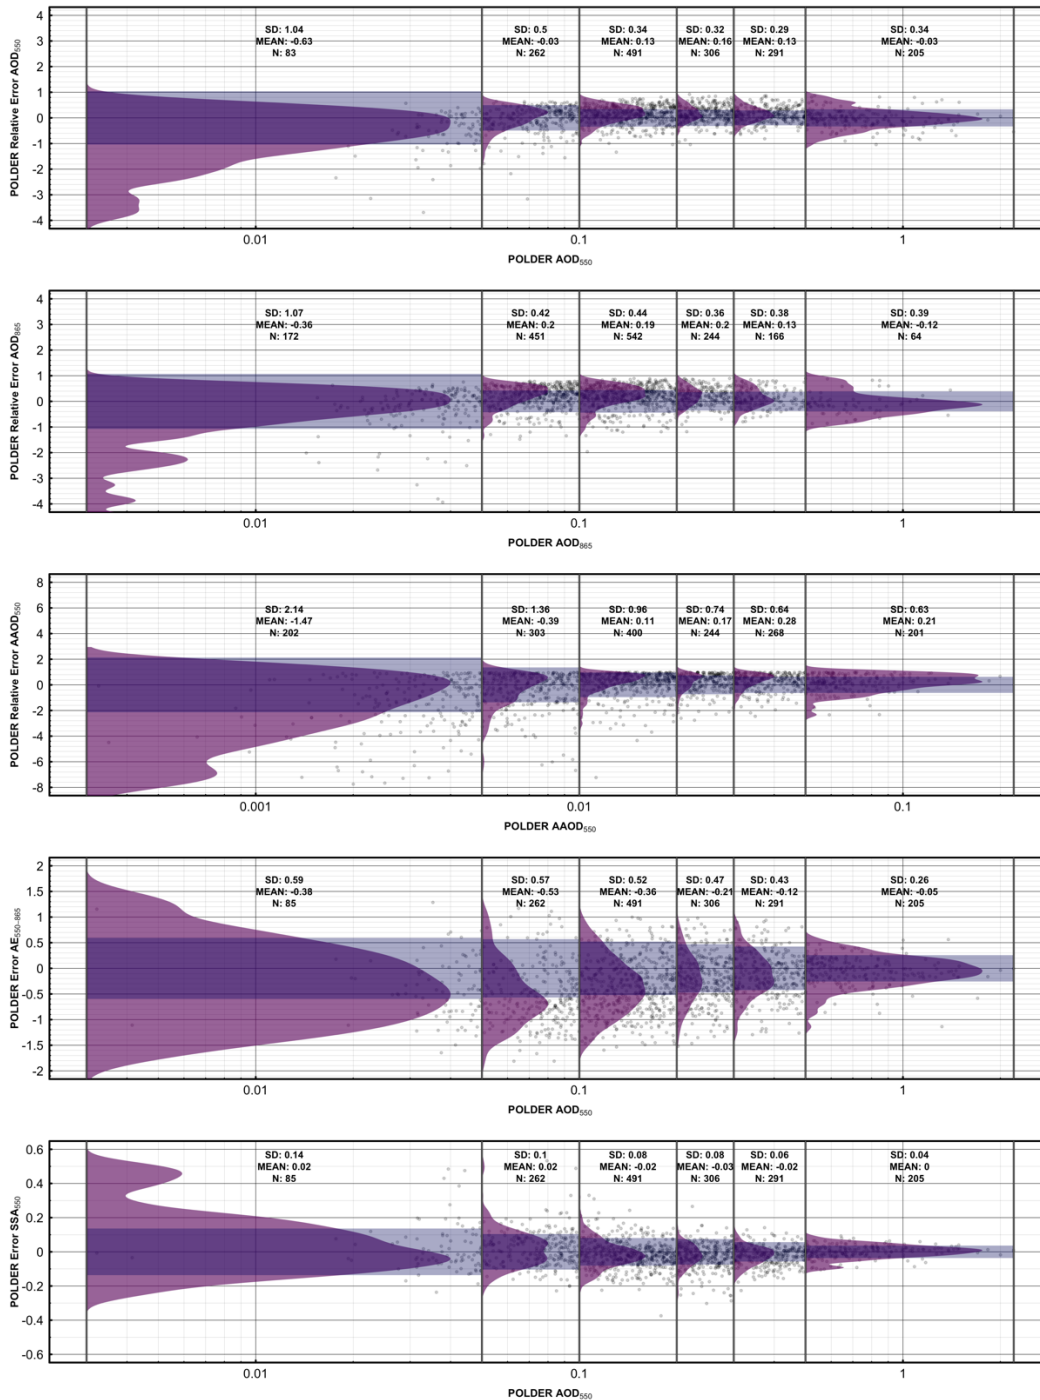 SD: 1.04 SD: 0.5 SD: 0.34 SD: 0.32 SD: 0.29 SD: 0.34
MEAN: -0.63 MEAN: -0.03 MEAN: 0.13 MEAN: 0.16 MEAN: 0.13 MEAN: -0.03
N: 83 N: 262 N: 491 N: 306 N: 291 N: 205
4
3
2
1
0
-1
-2
-3
-4
POLDER Relative Error AOD550
0.01 0.1 1
POLDER AOD550
SD: 1.07 SD: 0.42 SD: 0.44 SD: 0.36 SD: 0.38 SD: 0.39
MEAN: -0.36 MEAN: 0.2 MEAN: 0.19 MEAN: 0.2 MEAN: 0.13 MEAN: -0.12
N: 172 N: 451 N: 542 N: 244 N: 166 N: 64
4
3
2
1
0
-1
-2
-3
-4
POLDER Relative Error AOD865
0.01 0.1 1
POLDER AOD865
SD: 2.14 SD: 1.36 SD: 0.96 SD: 0.74 SD: 0.64 SD: 0.63
MEAN: -1.47 MEAN: -0.39 MEAN: 0.11 MEAN: 0.17 MEAN: 0.28 MEAN: 0.21
N: 202 N: 303 N: 400 N: 244 N: 268 N: 201
8
6
4
2
0
-2
-4
-6
-8
POLDER Relative Error AAOD550
0.001 0.01 0.1
POLDER AAOD550
SD: 0.59 SD: 0.57 SD: 0.52 SD: 0.47 SD: 0.43 SD: 0.26
MEAN: -0.38 MEAN: -0.53 MEAN: -0.36 MEAN: -0.21 MEAN: -0.12 MEAN: -0.05
N: 85 N: 262 N: 491 N: 306 N: 291 N: 205
2
1.5
1
0.5
0
-0.5
-1
-1.5
-2
POLDER Error AE550-865
0.01 0.1 1
POLDER AOD550
SD: 0.14 SD: 0.1 SD: 0.08 SD: 0.08 SD: 0.06 SD: 0.04
MEAN: 0.02 MEAN: 0.02 MEAN: -0.02 MEAN: -0.03 MEAN: -0.02 MEAN: 0
N: 85 N: 262 N: 491 N: 306 N: 291 N: 205
0.6
0.4
0.2
0
-0.2
-0.4
-0.6
POLDER Error SSA550
0.01 0.1 1
POLDER AOD550